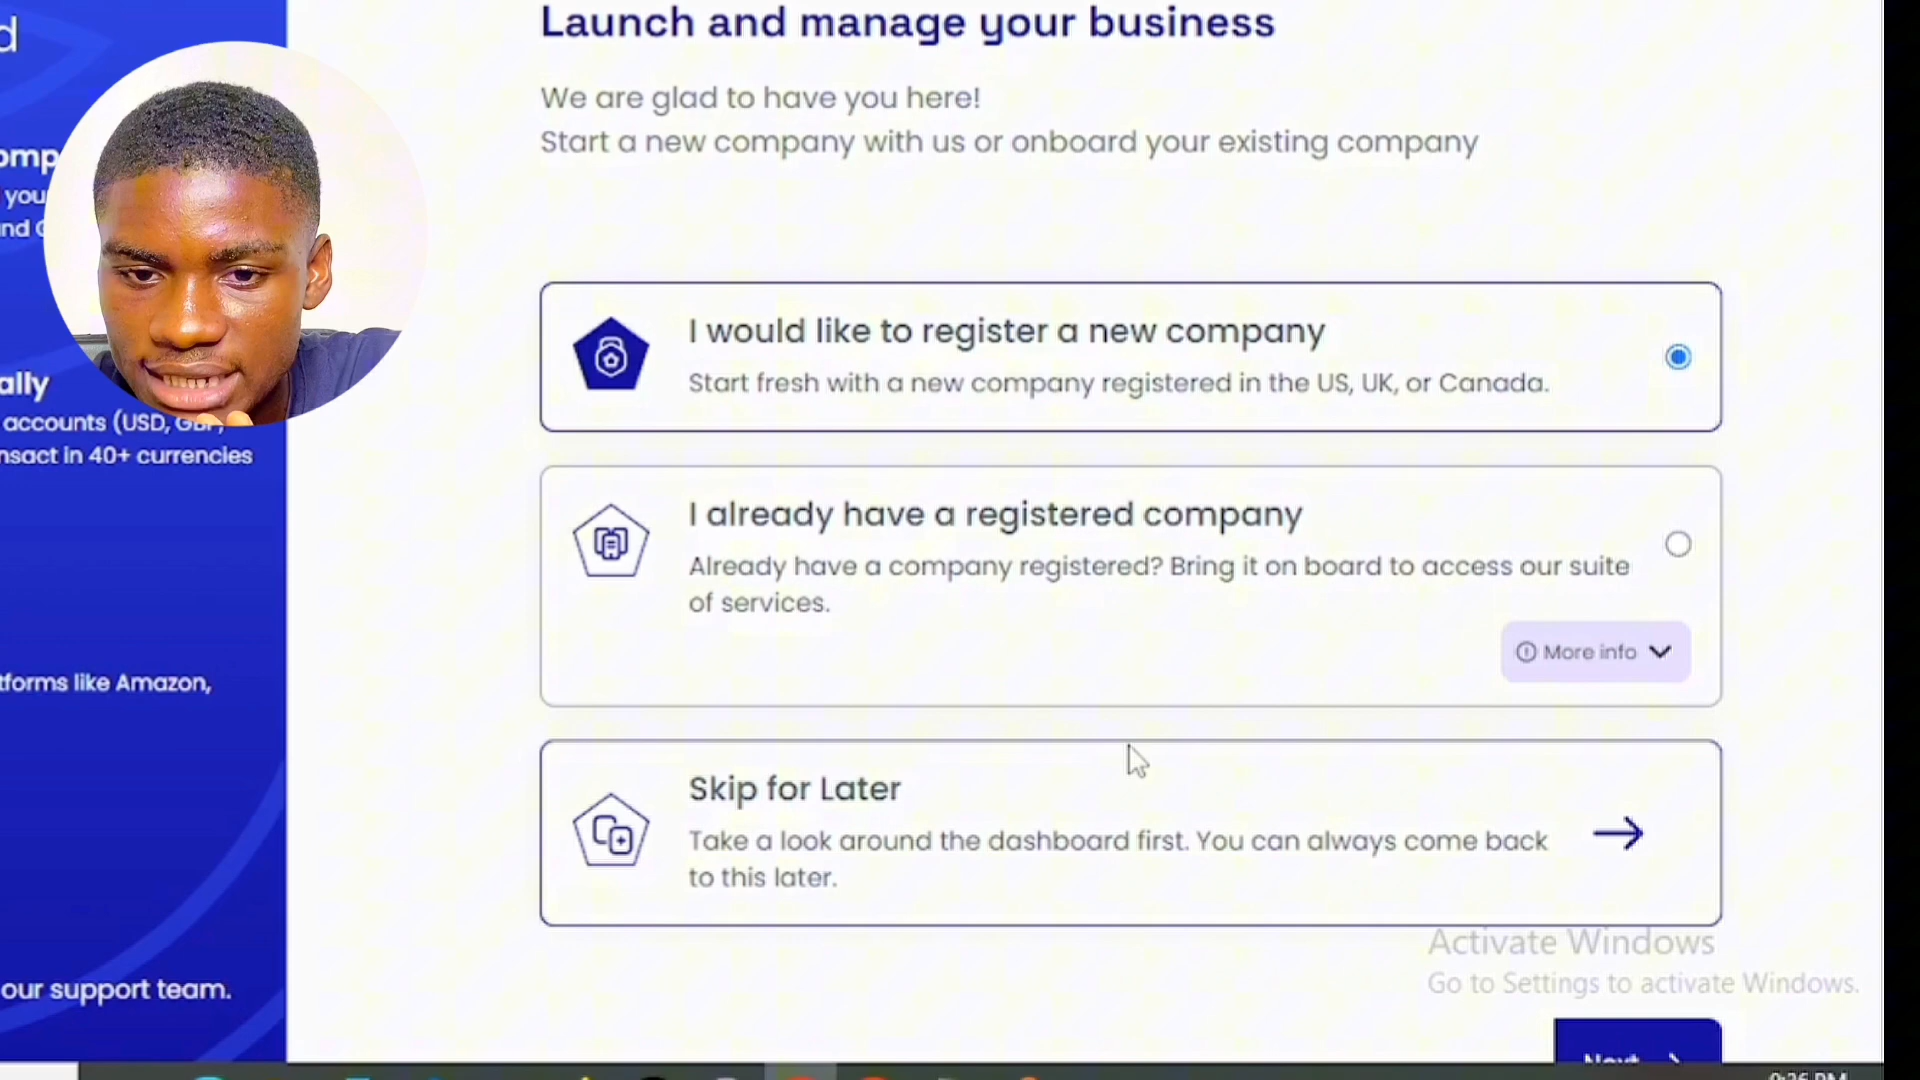 d
Launch and manage your business
We are glad to have you here!
Start a new company with us or onboard your existing company
omp
you
nd
ally
accounts (USD, GBP,
nsact in 40+ currencies
tforms like Amazon,
our support team.
I would like to register a new company
Start fresh with a new company registered in the US, UK, or Canada.
I already have a registered company
Already have a company registered? Bring it on board to access our suite
of services.
More info
Skip for Later
Take a look around the dashboard first. You can always come back
to this later.
Activate Windows
Go to Settings to activate Windows.
Next